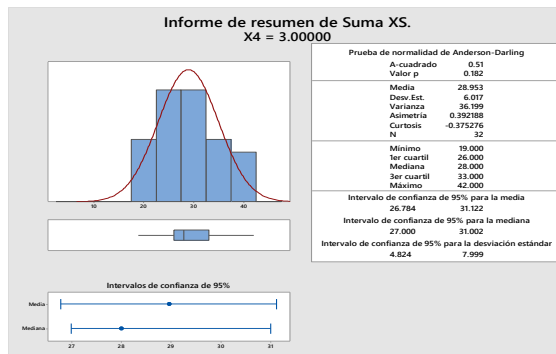 Informe de resumen de Suma XS.
X4 = 3.00000
Prueba de normalidad de Anderson-Darling
A-cuadrado 0.51
Valor p 0.182
Media 28.953
Desv.Est. 6.017
Varianza 36.199
Asimetría 0.392188
Curtosis -0.375276
N 32
Mínimo 19.000
1er cuartil 26.000
Mediana 28.000
3er cuartil 33.000
Máximo 42.000
Intervalo de confianza de 95% para la media
26.784 31.122
Intervalo de confianza de 95% para la mediana
27.000 31.002
Intervalo de confianza de 95% para la desviación estándar
4.824 7.999
10 20 30 40
Intervalos de confianza de 95%
Media
Mediana
27 28 29 30 31